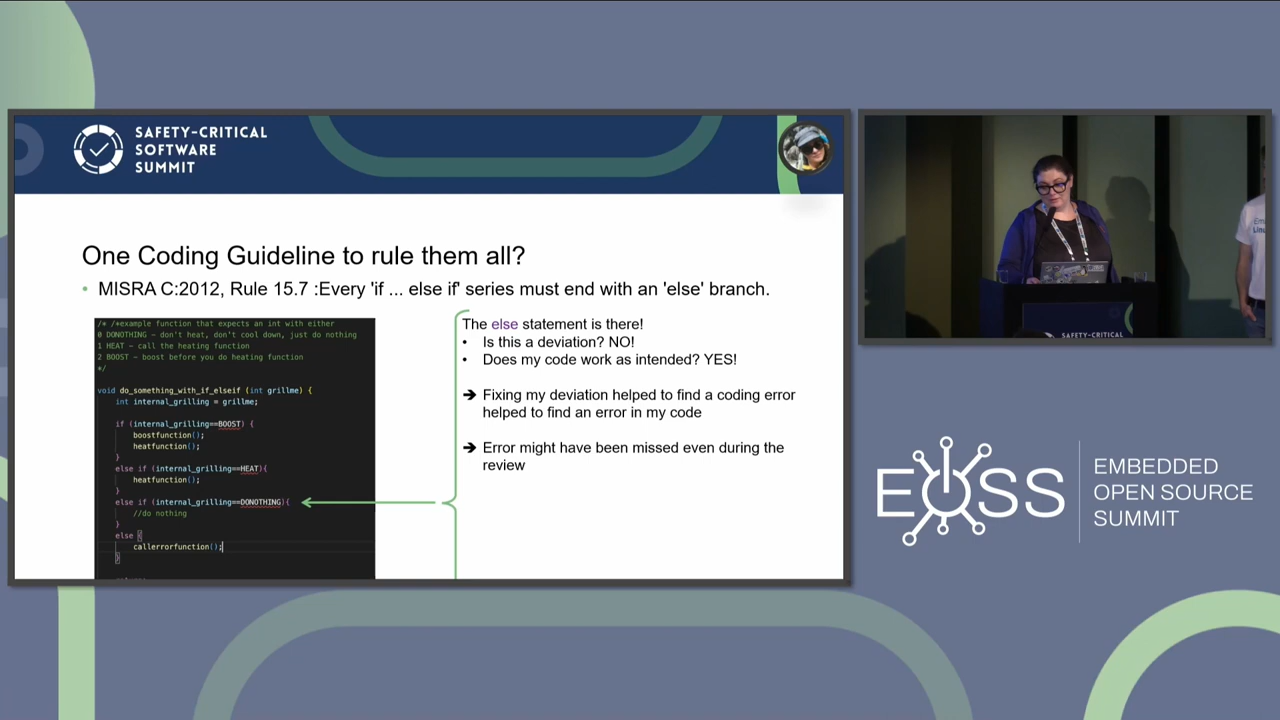 SAFETY-CRITICAL
SOFTWARE
SUMMIT
One Coding Guideline to rule them all?
• MISRA C:2012, Rule 15.7 :Every 'if ... else if' series must end with an 'else' branch.
/* /*example function that expects an int with either
0 DONOTHING – don't heat, don't cool down, just do nothing
1 HEAT – call the heating function
2 BOOST – boost before you do heating function
*/
void do_something_with_if_elseif (int grillme) {
int internal_grilling = grillme;
if (internal_grilling==BOOST) {
boostfunction();
heatfunction();
}
else if (internal_grilling==HEAT){
heatfunction();
}
else if (internal_grilling==DONOTHING){
//do nothing
}
else {
callerrorfunction();
}
The else statement is there!
• Is this a deviation? NO!
• Does my code work as intended? YES!
➔ Fixing my deviation helped to find a coding error
helped to find an error in my code
➔ Error might have been missed even during the
review
SAFETY-CRITICAL
EOSS
EMBEDDED
OPEN SOURCE
SUMMIT